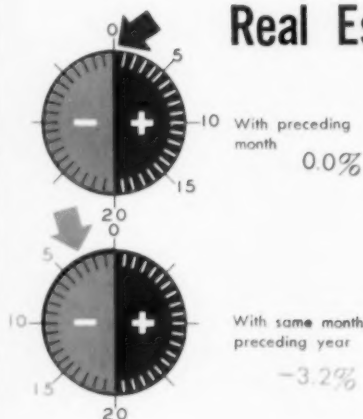 Real Es
0
5
- +
10
With preceding
month
0.0%
15
20
0
5
- +
10
With same month
preceding year
-3.2%
15
20